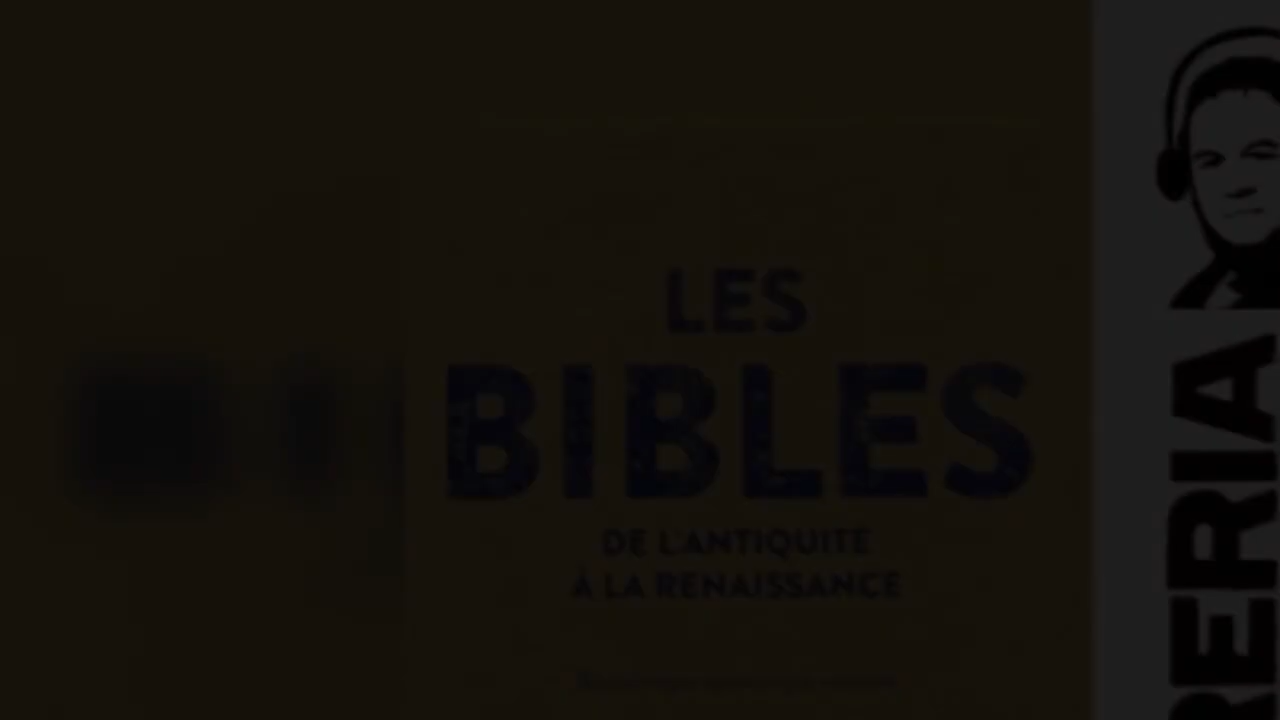 LES
BIBLES
DE L'ANTIQUITÉ
À LA RENAISSANCE
ERIA